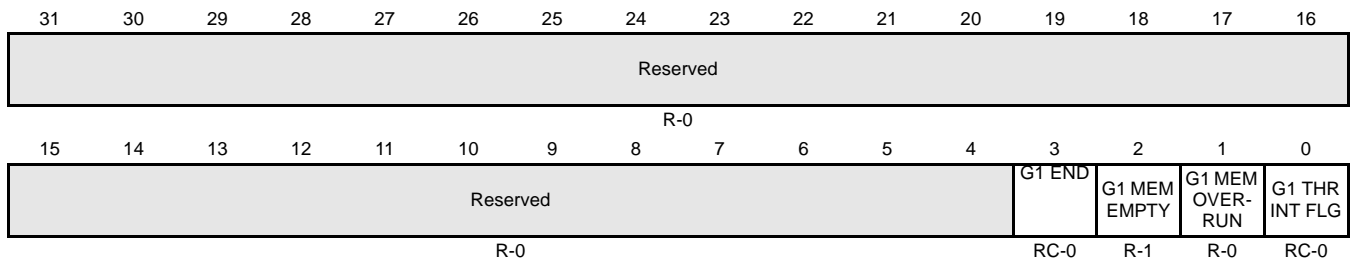 31 30 29 28 27 26 25 24 23 22 21 20 19 18 17 16
Reserved
R-0
15 14 13 12 11 10 9 8 7 6 5 4 3 2 1 0
Reserved
G1 END
G1 MEM
EMPTY
G1 MEM
OVER-
RUN
G1 THR
INT FLG
R-0 RC-0 R-1 R-0 RC-0